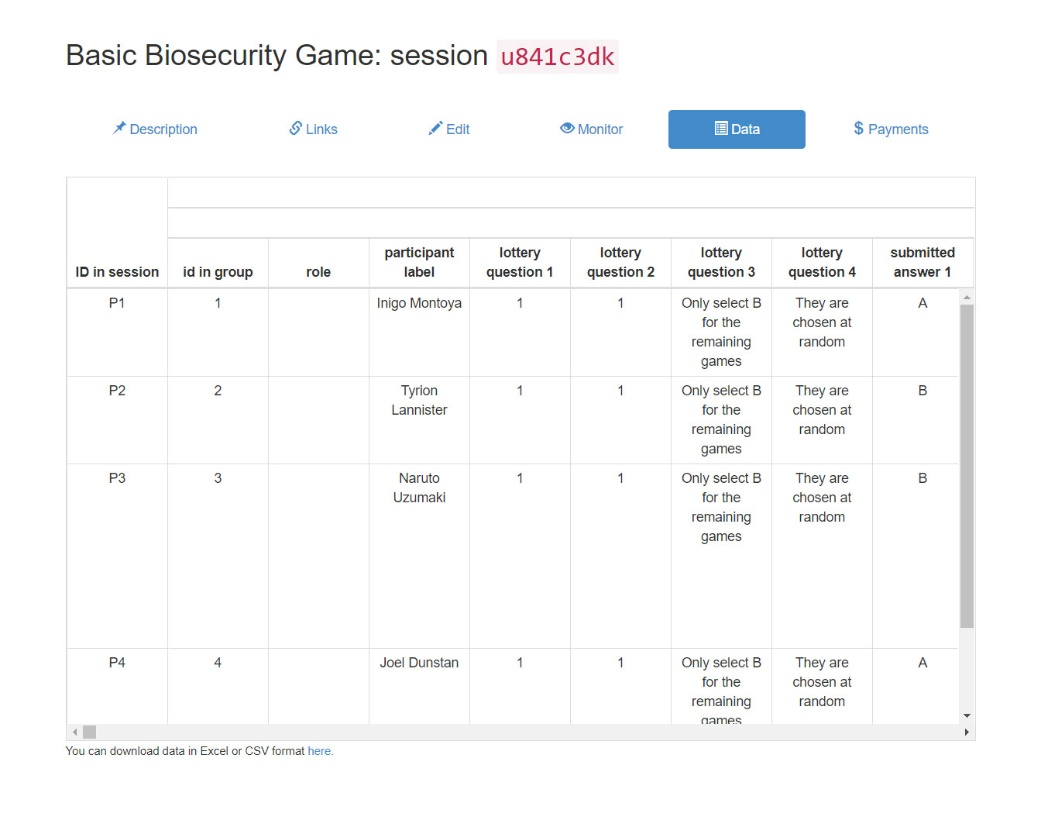 Basic Biosecurity Game: session u841c3dk
Description Links Edit Monitor Data $ Payments
participant lottery lottery lottery lottery submitted
ID in session id in group role label question 1 question 2 question 3 question 4 answer 1
P1 1 Inigo Montoya 1 1 Only select B They are A
for the chosen at
remaining random
games
P2 2 Tyrion 1 1 Only select B They are B
Lannister for the chosen at
remaining random
games
P3 3 Naruto 1 1 Only select B They are B
Uzumaki for the chosen at
remaining random
games
P4 4 Joel Dunstan 1 1 Only select B They are A
for the chosen at
remaining random
games
You can download data in Excel or CSV format here.